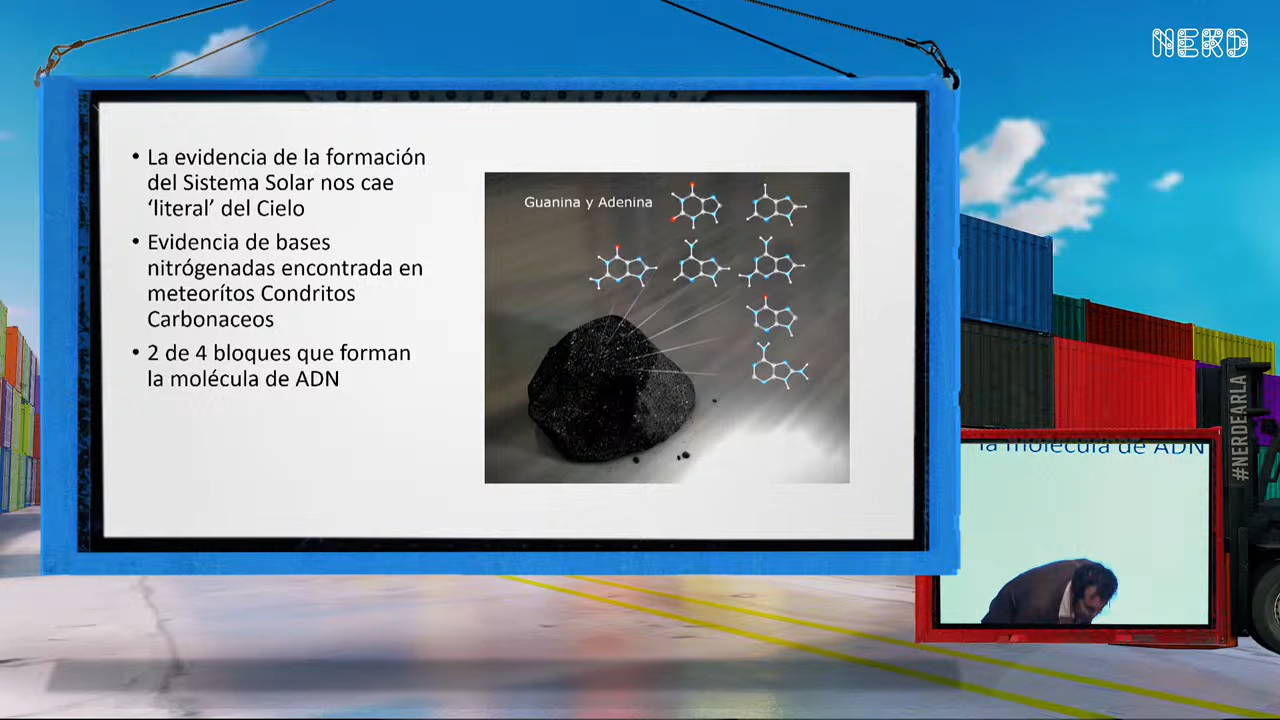 NERD
• La evidencia de la formación
del Sistema Solar nos cae
‘literal’ del Cielo
• Evidencia de bases
nitrógenadas encontrada en
meteorítos Condritos
Carbonaceos
• 2 de 4 bloques que forman
la molécula de ADN
Guanina y Adenina
#NERDEARLA
la molécula de ADN